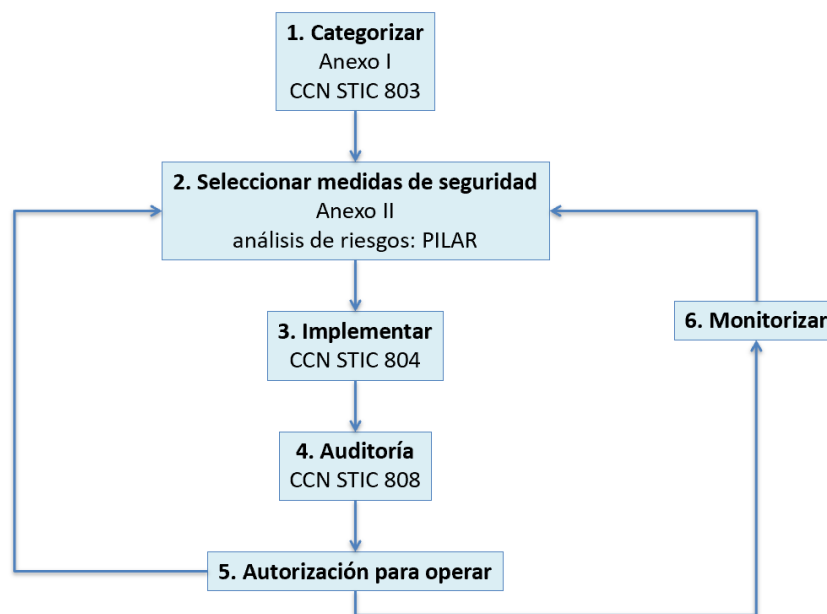 1. Categorizar
Anexo I
CCN STIC 803
2. Seleccionar medidas de seguridad
Anexo II
análisis de riesgos: PILAR
3. Implementar
CCN STIC 804
6. Monitorizar
4. Auditoría
CCN STIC 808
5. Autorización para operar